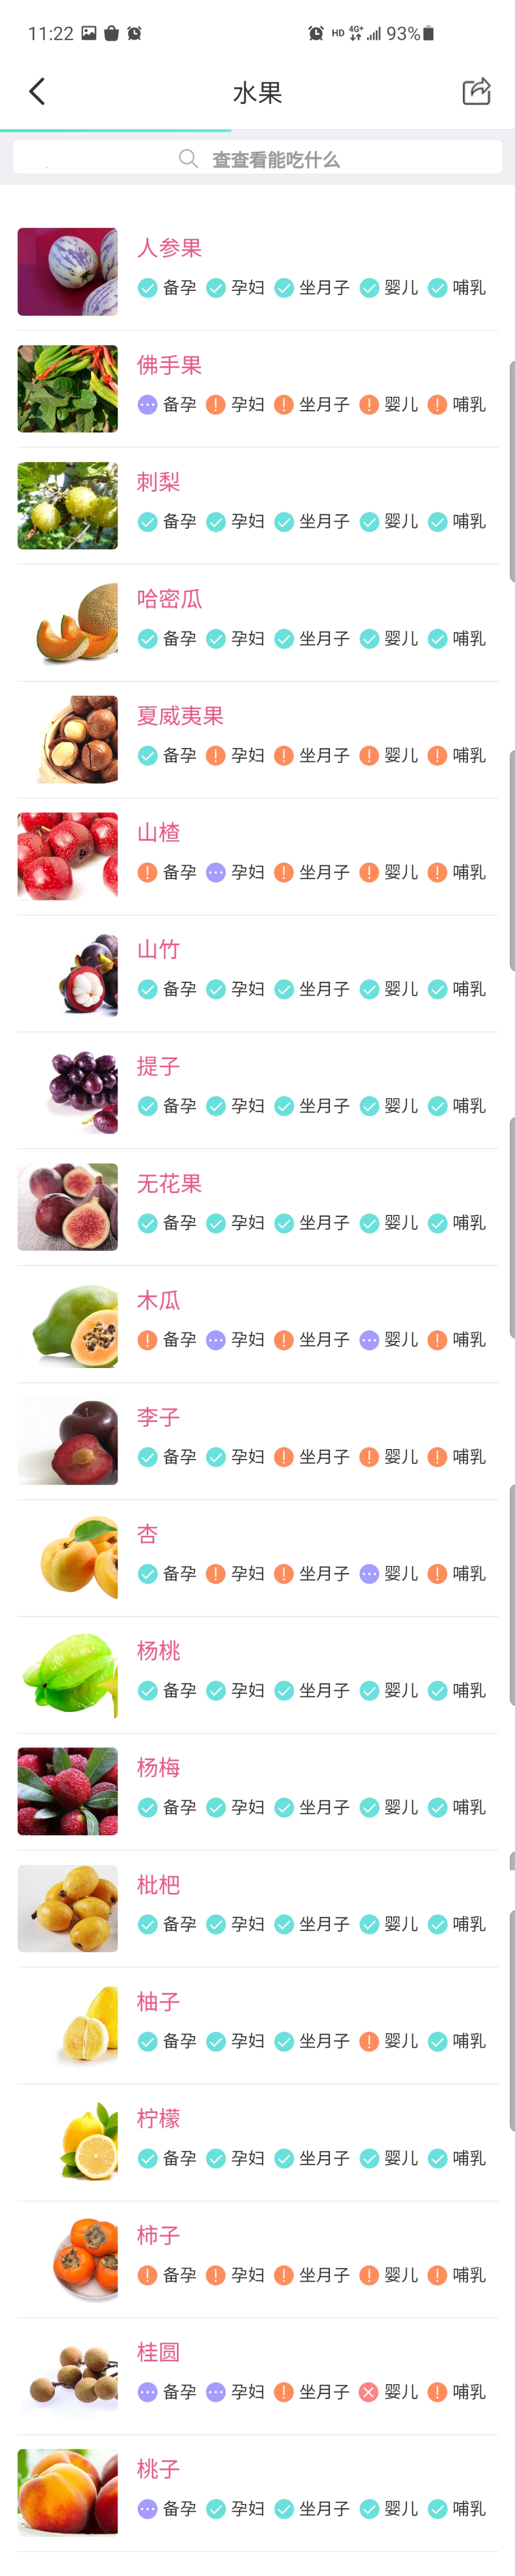 11:22 HD 4G+ 93%
水果
查查看能吃什么
人参果
备孕 孕妇 坐月子 婴儿 哺乳
佛手果
备孕 孕妇 坐月子 婴儿 哺乳
刺梨
备孕 孕妇 坐月子 婴儿 哺乳
哈密瓜
备孕 孕妇 坐月子 婴儿 哺乳
夏威夷果
备孕 孕妇 坐月子 婴儿 哺乳
山楂
备孕 孕妇 坐月子 婴儿 哺乳
山竹
备孕 孕妇 坐月子 婴儿 哺乳
提子
备孕 孕妇 坐月子 婴儿 哺乳
无花果
备孕 孕妇 坐月子 婴儿 哺乳
木瓜
备孕 孕妇 坐月子 婴儿 哺乳
李子
备孕 孕妇 坐月子 婴儿 哺乳
杏
备孕 孕妇 坐月子 婴儿 哺乳
杨桃
备孕 孕妇 坐月子 婴儿 哺乳
杨梅
备孕 孕妇 坐月子 婴儿 哺乳
枇杷
备孕 孕妇 坐月子 婴儿 哺乳
柚子
备孕 孕妇 坐月子 婴儿 哺乳
柠檬
备孕 孕妇 坐月子 婴儿 哺乳
柿子
备孕 孕妇 坐月子 婴儿 哺乳
桂圆
备孕 孕妇 坐月子 婴儿 哺乳
桃子
备孕 孕妇 坐月子 婴儿 哺乳